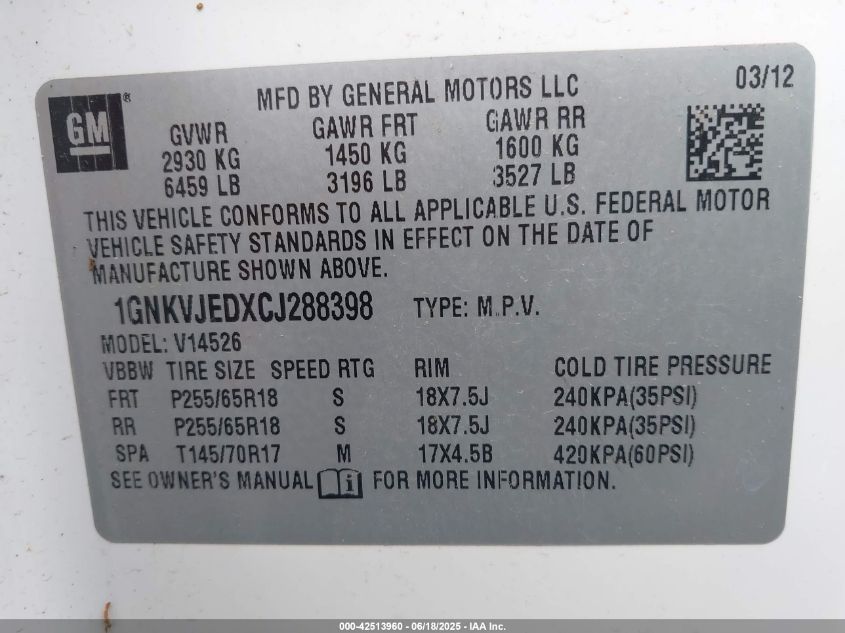 GM ®
MFD BY GENERAL MOTORS LLC 03/12
GVWR GAWR FRT GAWR RR
2930 KG 1450 KG 1600 KG
6459 LB 3196 LB 3527 LB
THIS VEHICLE CONFORMS TO ALL APPLICABLE U.S. FEDERAL MOTOR
VEHICLE SAFETY STANDARDS IN EFFECT ON THE DATE OF
MANUFACTURE SHOWN ABOVE.
1GNKVJEDXCJ288398 TYPE: M.P.V.
MODEL: V14526
VBBW TIRE SIZE SPEED RTG RIM COLD TIRE PRESSURE
FRT P255/65R18 S 18X7.5J 240KPA(35PSI)
RR P255/65R18 S 18X7.5J 240KPA(35PSI)
SPA T145/70R17 M 17X4.5B 420KPA(60PSI)
SEE OWNER'S MANUAL i FOR MORE INFORMATION.
000-42513960 - 06/18/2025 - IAA Inc.